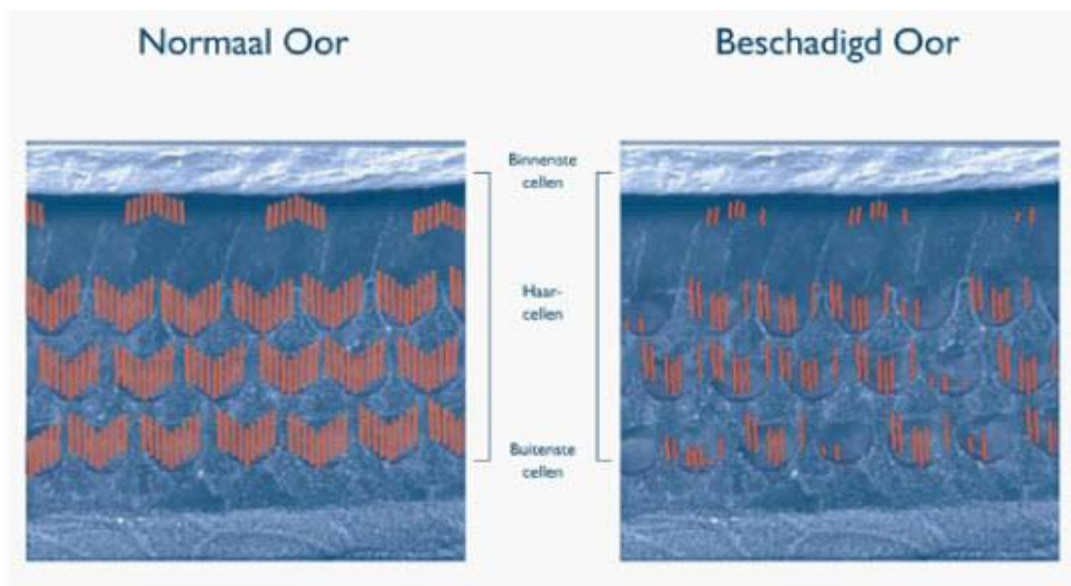 Normaal Oor
Beschadigd Oor
Binnenste
cellen
Haar-
cellen
Buitenste
cellen